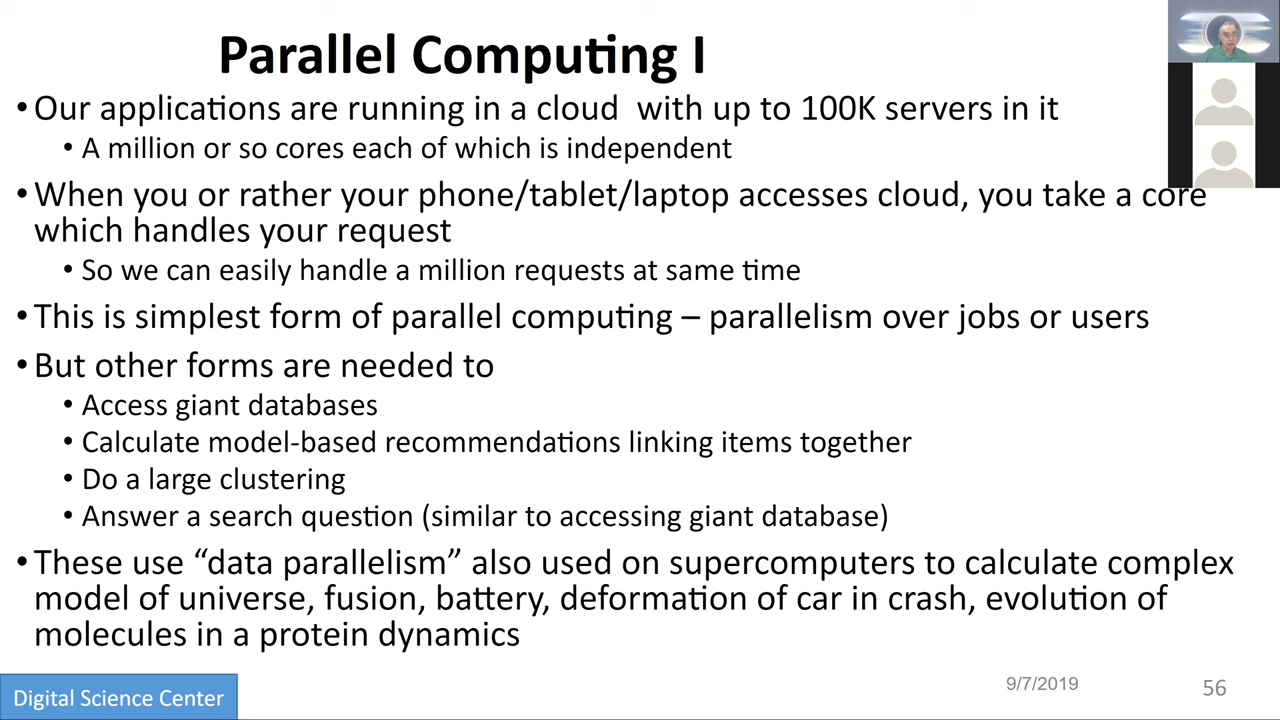 Parallel Computing I
• Our applications are running in a cloud with up to 100K servers in it
• A million or so cores each of which is independent
• When you or rather your phone/tablet/laptop accesses cloud, you take a core
which handles your request
• So we can easily handle a million requests at same time
• This is simplest form of parallel computing – parallelism over jobs or users
• But other forms are needed to
• Access giant databases
• Calculate model-based recommendations linking items together
• Do a large clustering
• Answer a search question (similar to accessing giant database)
• These use “data parallelism” also used on supercomputers to calculate complex
model of universe, fusion, battery, deformation of car in crash, evolution of
molecules in a protein dynamics
Digital Science Center
9/7/2019
56